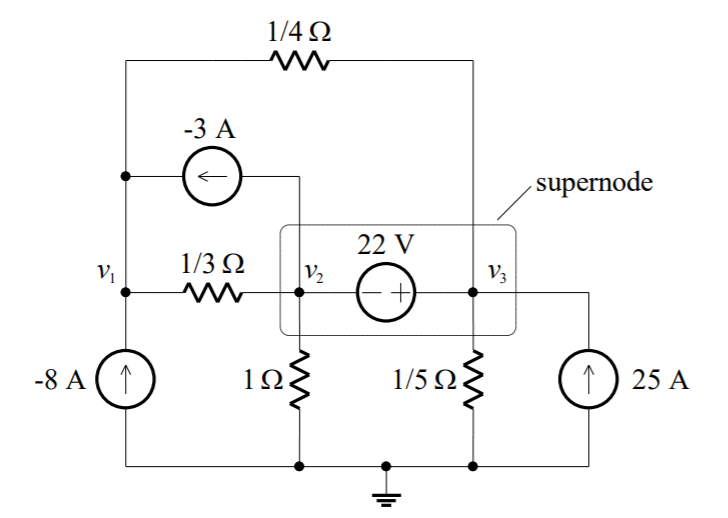 1/4 Ω
-3 A
supernode
22 V
v₁
1/3 Ω
v₂
v₃
-8 A
1 Ω
1/5 Ω
25 A